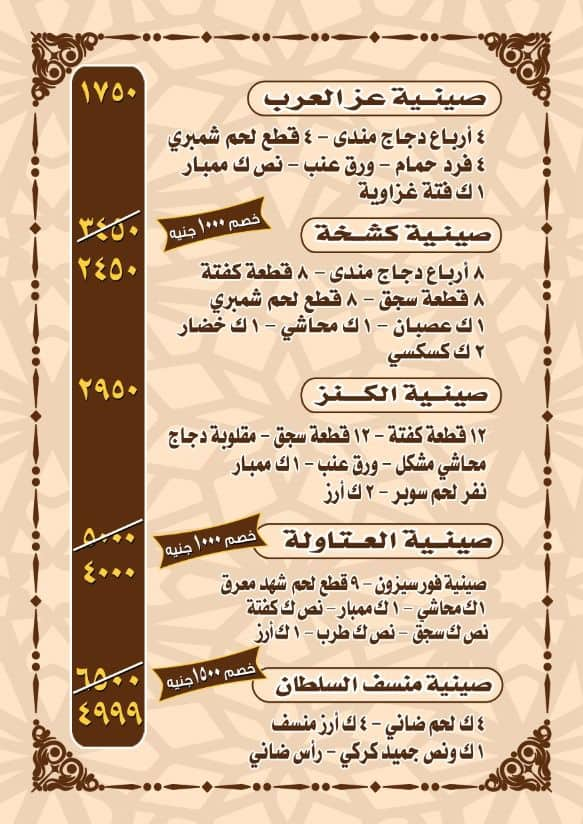 صينية عز العرب
١٧٥٠
٤ أرباع دجاج مندى - ٤ قطع لحم شمبري
٤ فرد حمام - ورق عنب - نص ك ممبار
١ ك فتة غزاوية
صينية كشخة
خصم ١٠٠٠ جنيه
٣٤٥٠
٢٤٥٠
٨ أرباع دجاج مندى - ٨ قطعة كفتة
٨ قطعة سجق - ٨ قطع لحم شمبري
١ ك عصبان - ١ ك محاشي - ١ ك خضار
٢ ك كسكسي
صينية الكنز
٢٩٥٠
١٢ قطعة كفتة - ١٢ قطعة سجق - مقلوبة دجاج
محاشي مشكل - ورق عنب - ١ ك ممبار
نفر لحم سوبر - ٢ ك أرز
صينية العتاولة
خصم ١٠٠٠ جنيه
٥٠٠٠
٤٠٠٠
صينية فورسيزون - ٩ قطع لحم شهد معرق
١ ك محاشي - ١ ك ممبار - نص ك كفتة
نص ك سجق - نص ك طرب - ١ ك أرز
صينية منسف السلطان
خصم ١٥٠٠ جنيه
٦٥٠٠
٤٩٩٩
٤ ك لحم ضاني - ٤ ك أرز منسف
١ ك ونص جميد كركي - رأس ضاني